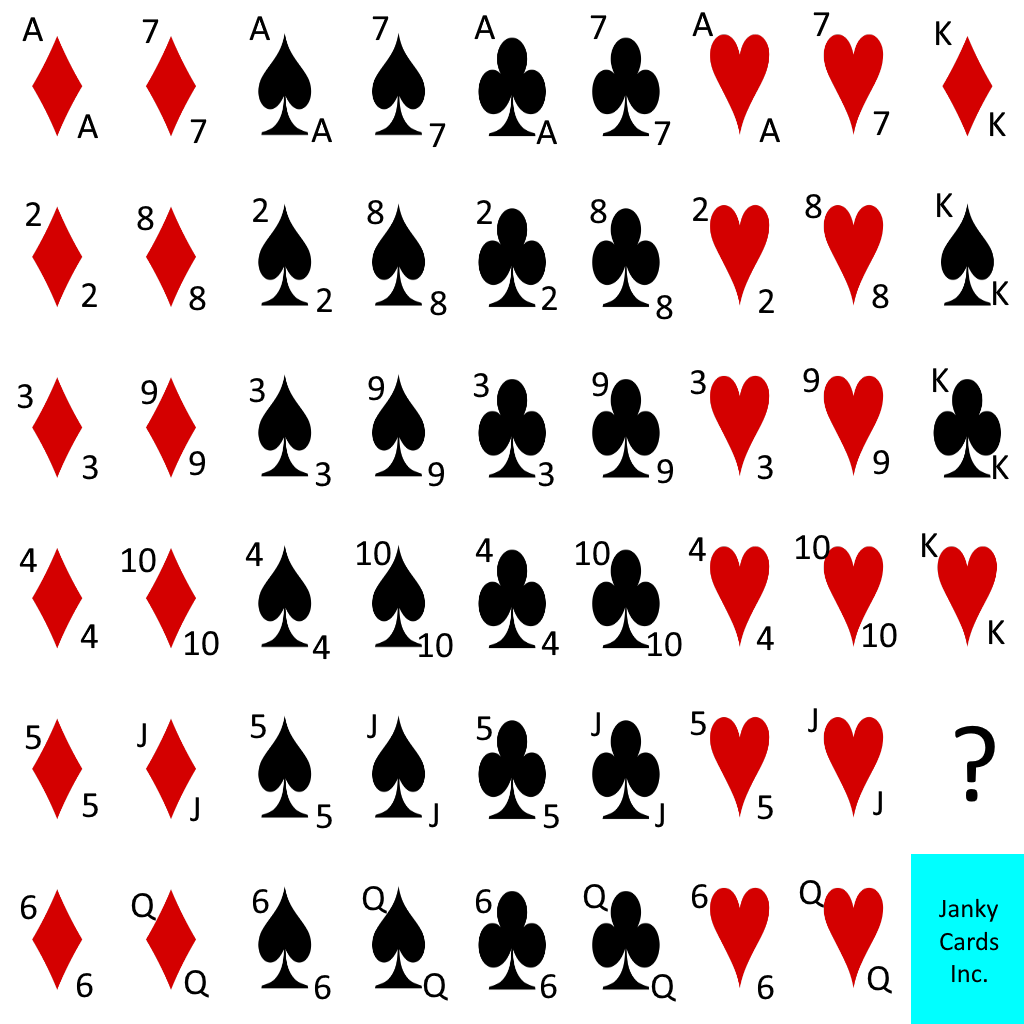 A 7 A 7 A 7 A 7 K
A 7 A 7 A 7 A 7 K
2 8 2 8 2 8 2 8 K
2 8 2 8 2 8 2 8 K
3 9 3 9 3 9 3 9 K
3 9 3 9 3 9 3 9 K
4 10 4 10 4 10 4 10 K
4 10 4 10 4 10 4 10 K
5 J 5 J 5 J 5 J ?
5 J 5 J 5 J 5 J
6 Q 6 Q 6 Q 6 Q
6 Q 6 Q 6 Q 6 Q
Janky
Cards
Inc.